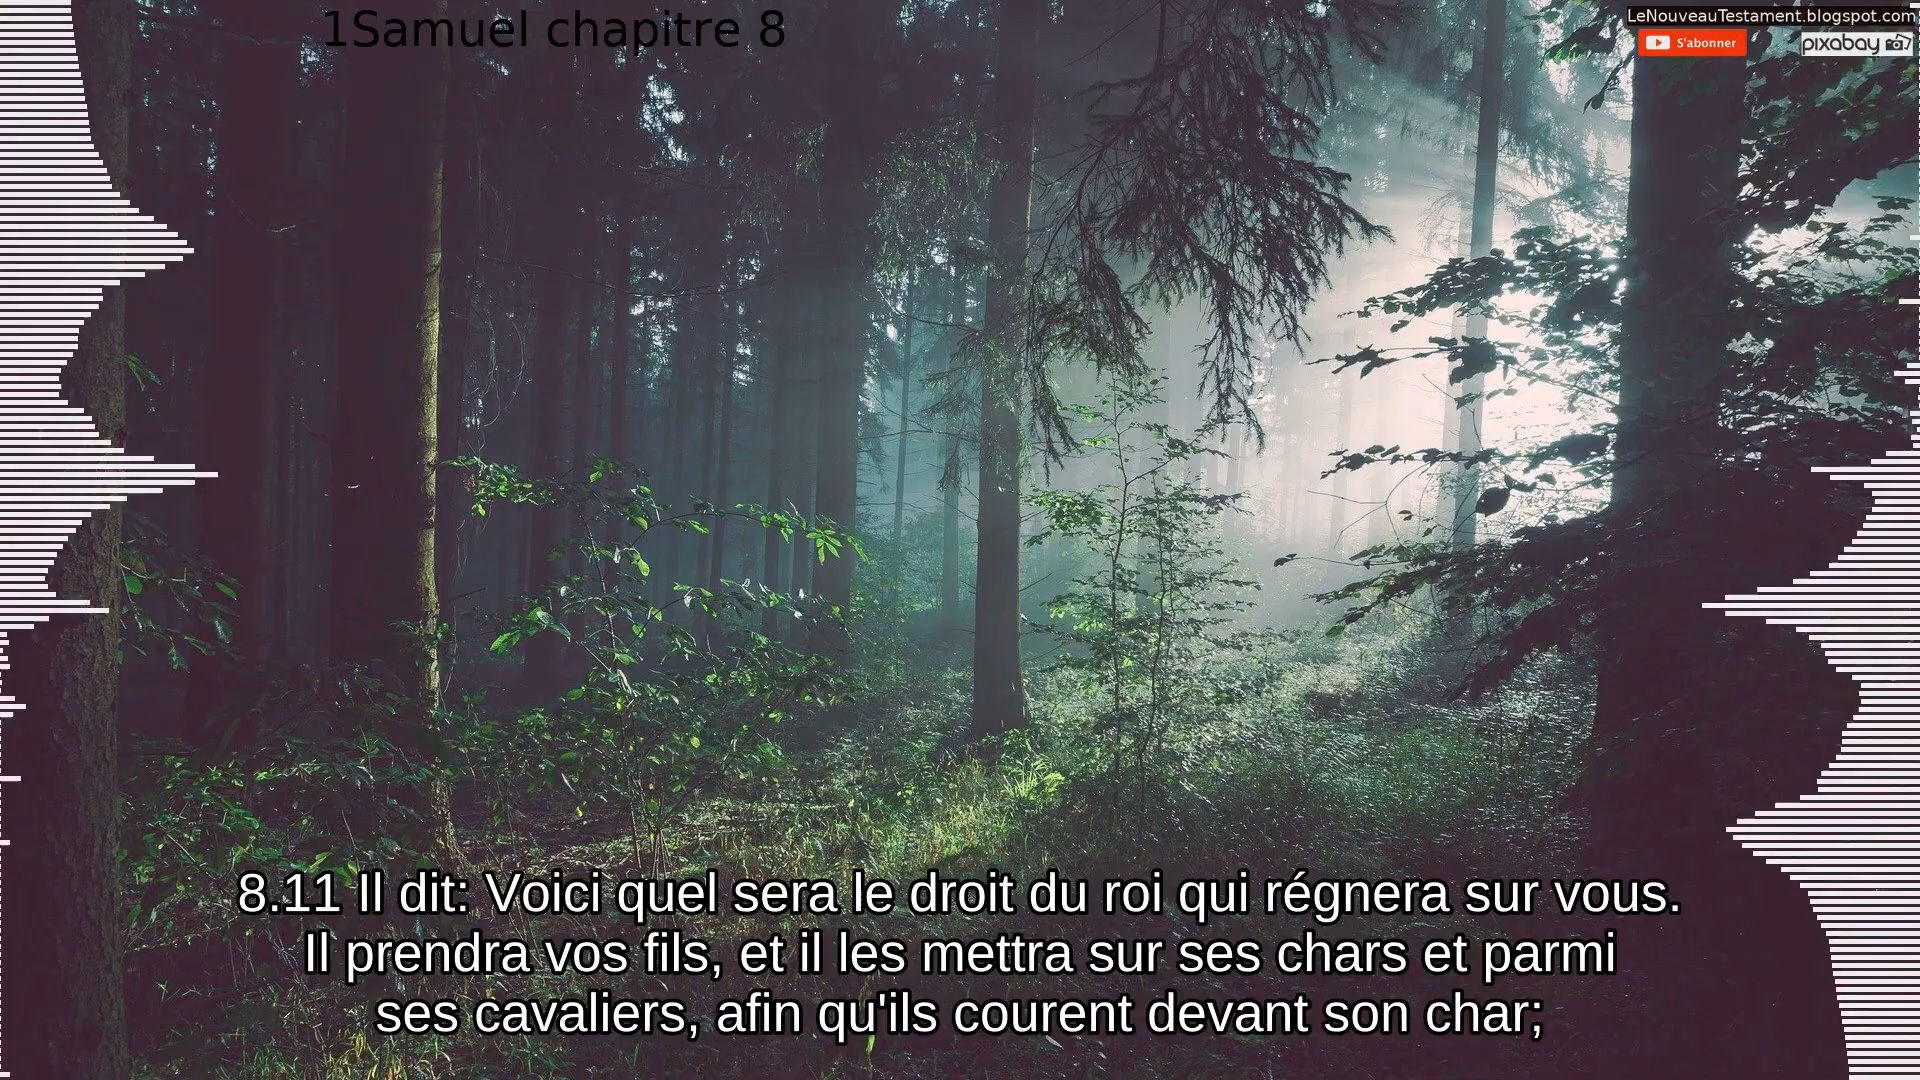 1Samuel chapitre 8
LeNouveauTestament.blogspot.com
S'abonner
pixabay
8.11 Il dit: Voici quel sera le droit du roi qui régnera sur vous.
Il prendra vos fils, et il les mettra sur ses chars et parmi
ses cavaliers, afin qu'ils courent devant son char;